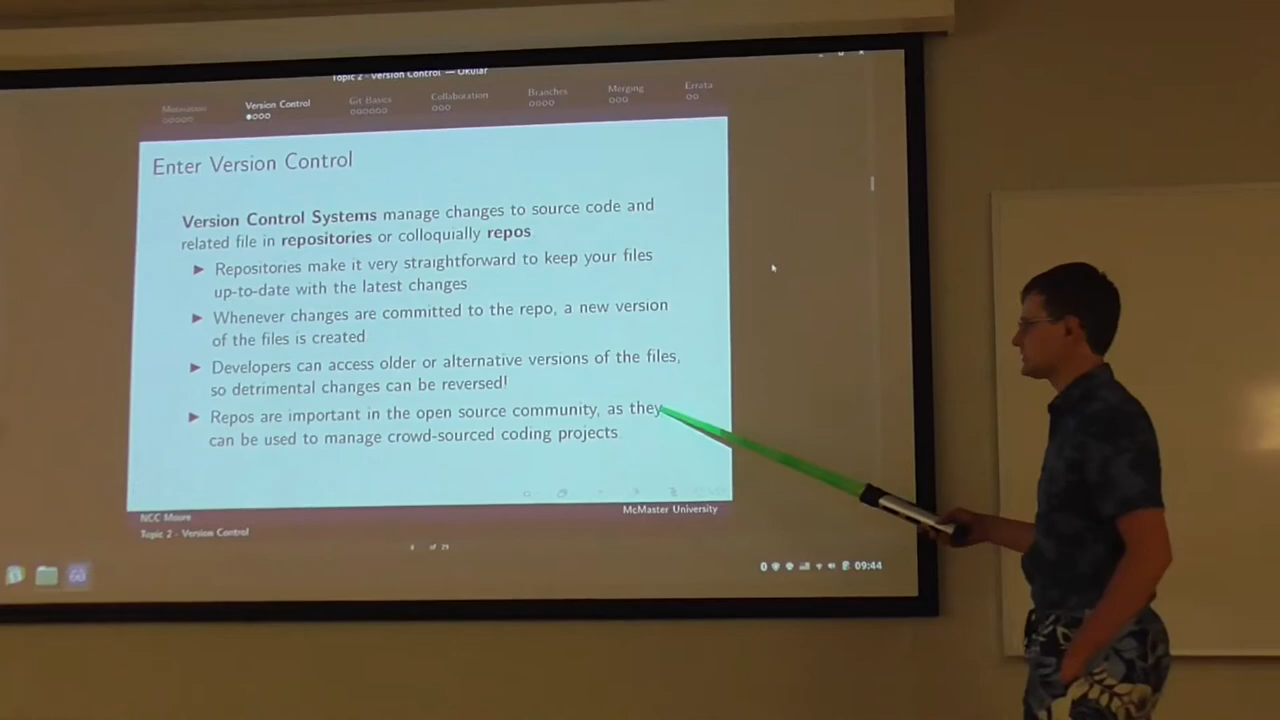 Topic 2 - Version Control — Okular
Motivation Version Control Git Basics Collaboration Branches Merging Errata
Enter Version Control
Version Control Systems manage changes to source code and
related file in repositories or colloquially repos
Repositories make it very straightforward to keep your files
up-to-date with the latest changes
Whenever changes are committed to the repo, a new version
of the files is created
Developers can access older or alternative versions of the files,
so detrimental changes can be reversed!
Repos are important in the open source community, as they
can be used to manage crowd-sourced coding projects
NCC Moore
McMaster University
Topic 2 - Version Control
of
09:44